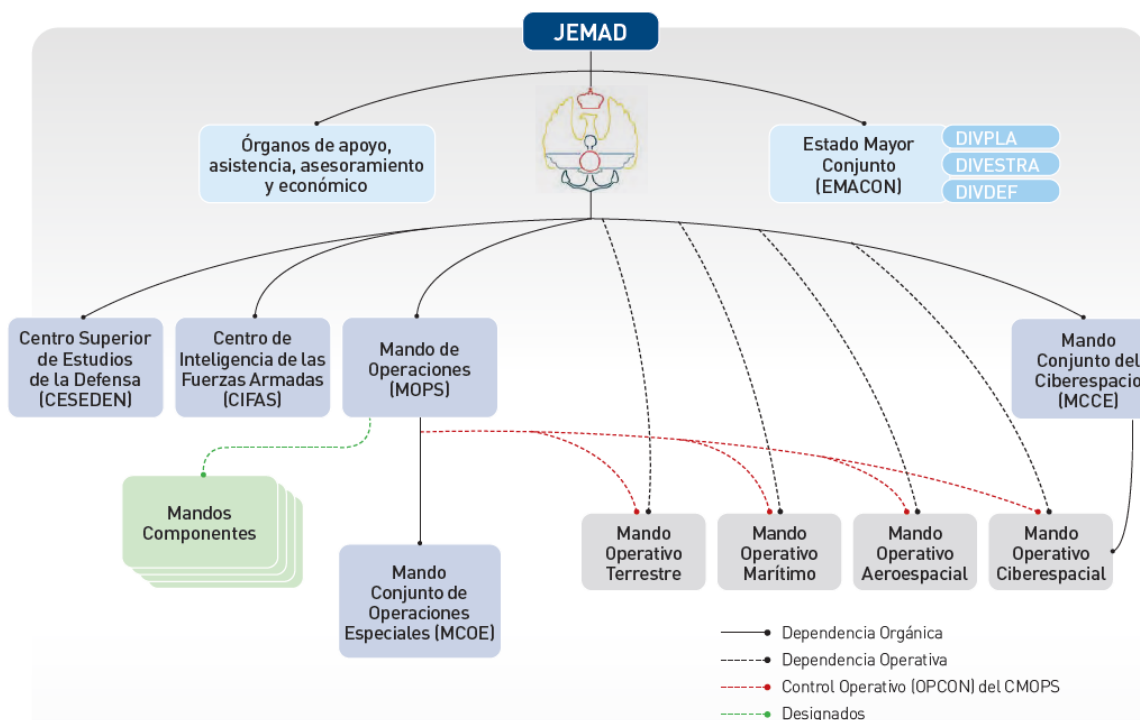 JEMAD
Órganos de apoyo,
asistencia, asesoramiento
y económico
Estado Mayor
Conjunto
(EMACON)
DIVPLA
DIVESTRA
DIVDEF
Centro Superior
de Estudios
de la Defensa
(CESEDEN)
Centro de
Inteligencia de las
Fuerzas Armadas
(CIFAS)
Mando de
Operaciones
(MOPS)
Mando
Conjunto del
Ciberespacio
(MCCE)
Mandos
Componentes
Mando
Conjunto de
Operaciones
Especiales (MCOE)
Mando
Operativo
Terrestre
Mando
Operativo
Marítimo
Mando
Operativo
Aeroespacial
Mando
Operativo
Ciberespacial
Dependencia Orgánica
Dependencia Operativa
Control Operativo (OPCON) del CMOPS
Designados